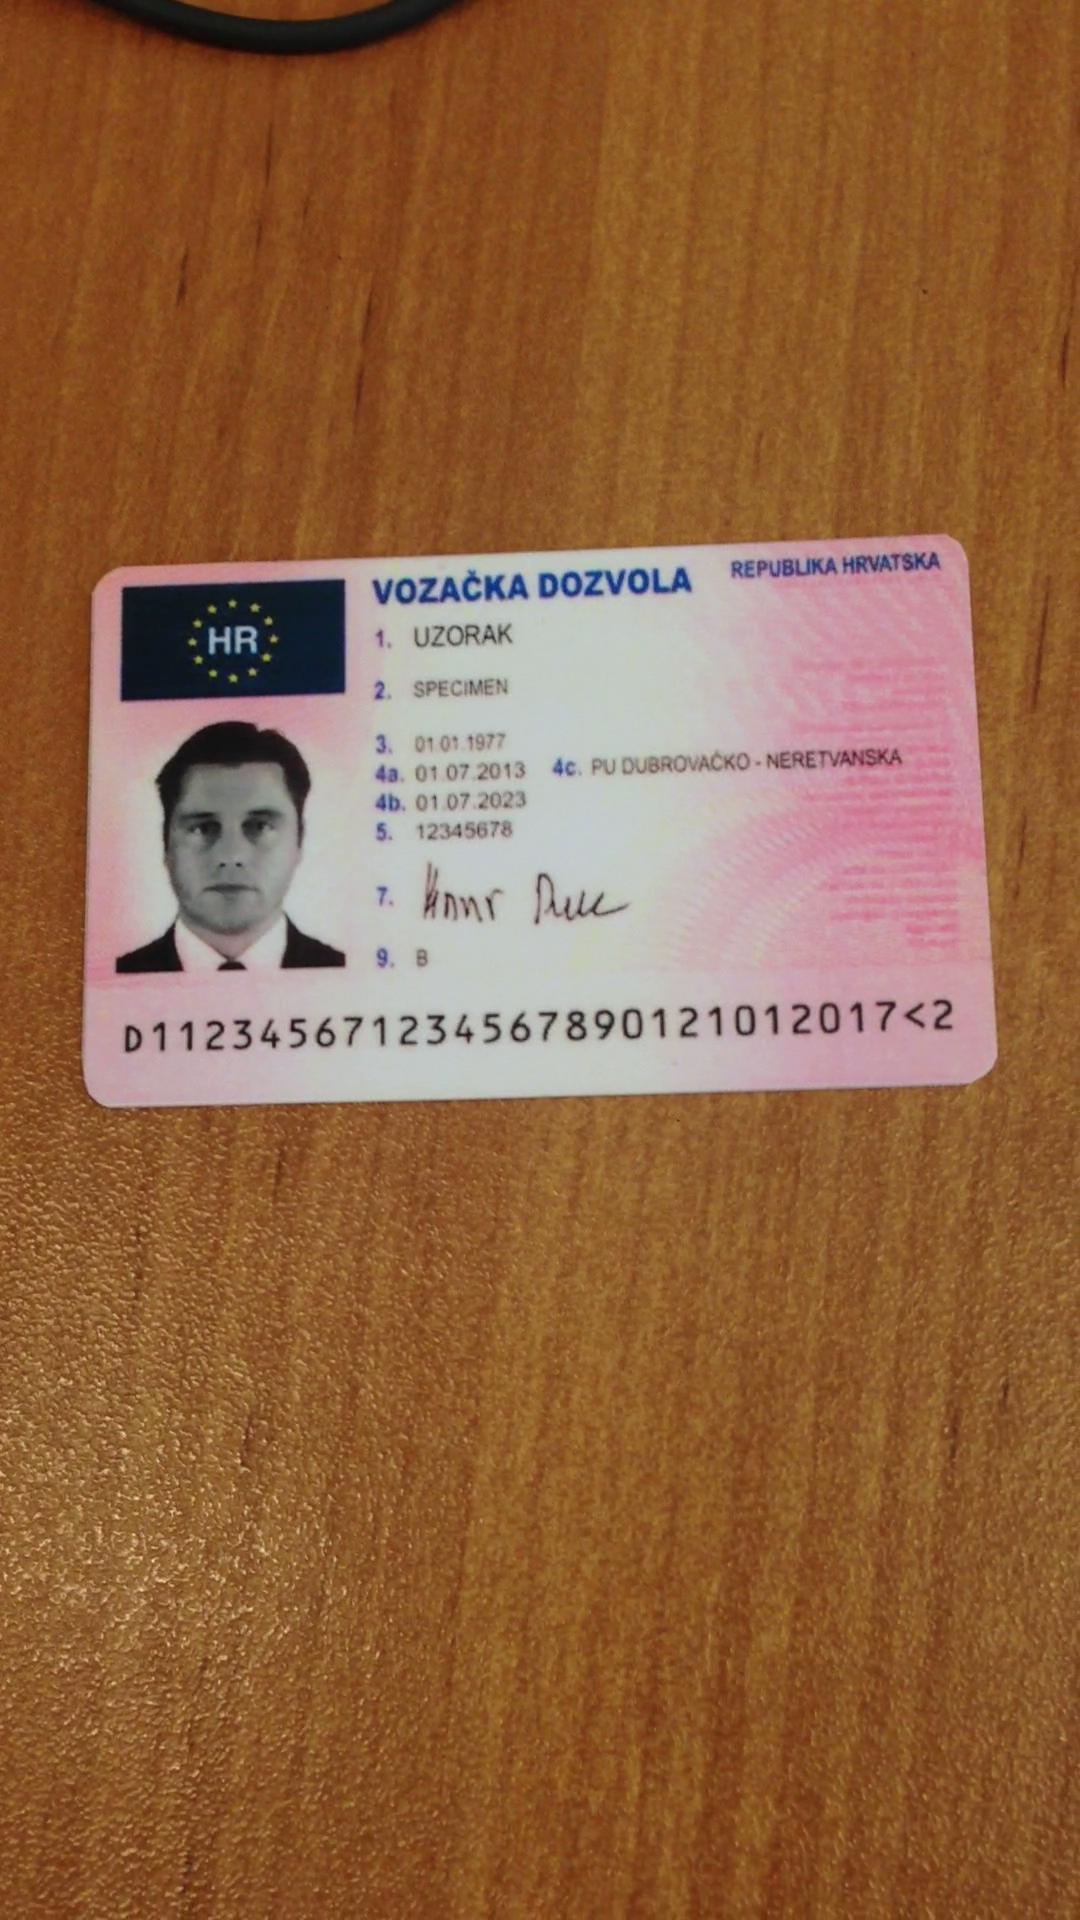 HR
VOZAČKA DOZVOLA REPUBLIKA HRVATSKA
1. UZORAK
2. SPECIMEN
3. 01.01.1977
4a. 01.07.2013 4c. PU DUBROVAČKO - NERETVANSKA
4b. 01.07.2023
5. 12345678
7.
9. B
D112345671234567890121012017<2